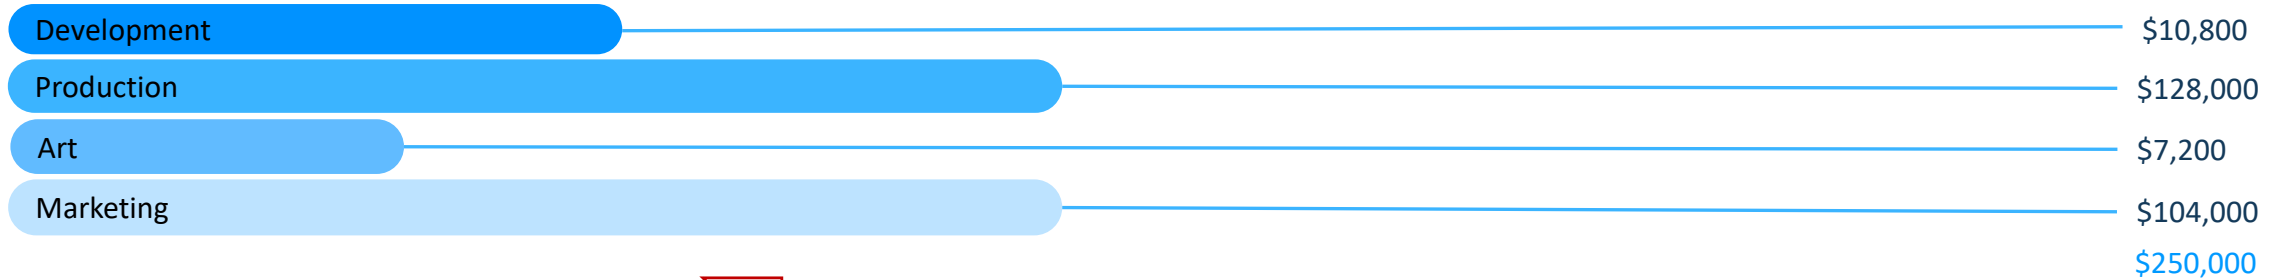 Development $10,800
Production $128,000
Art $7,200
Marketing $104,000
$250,000